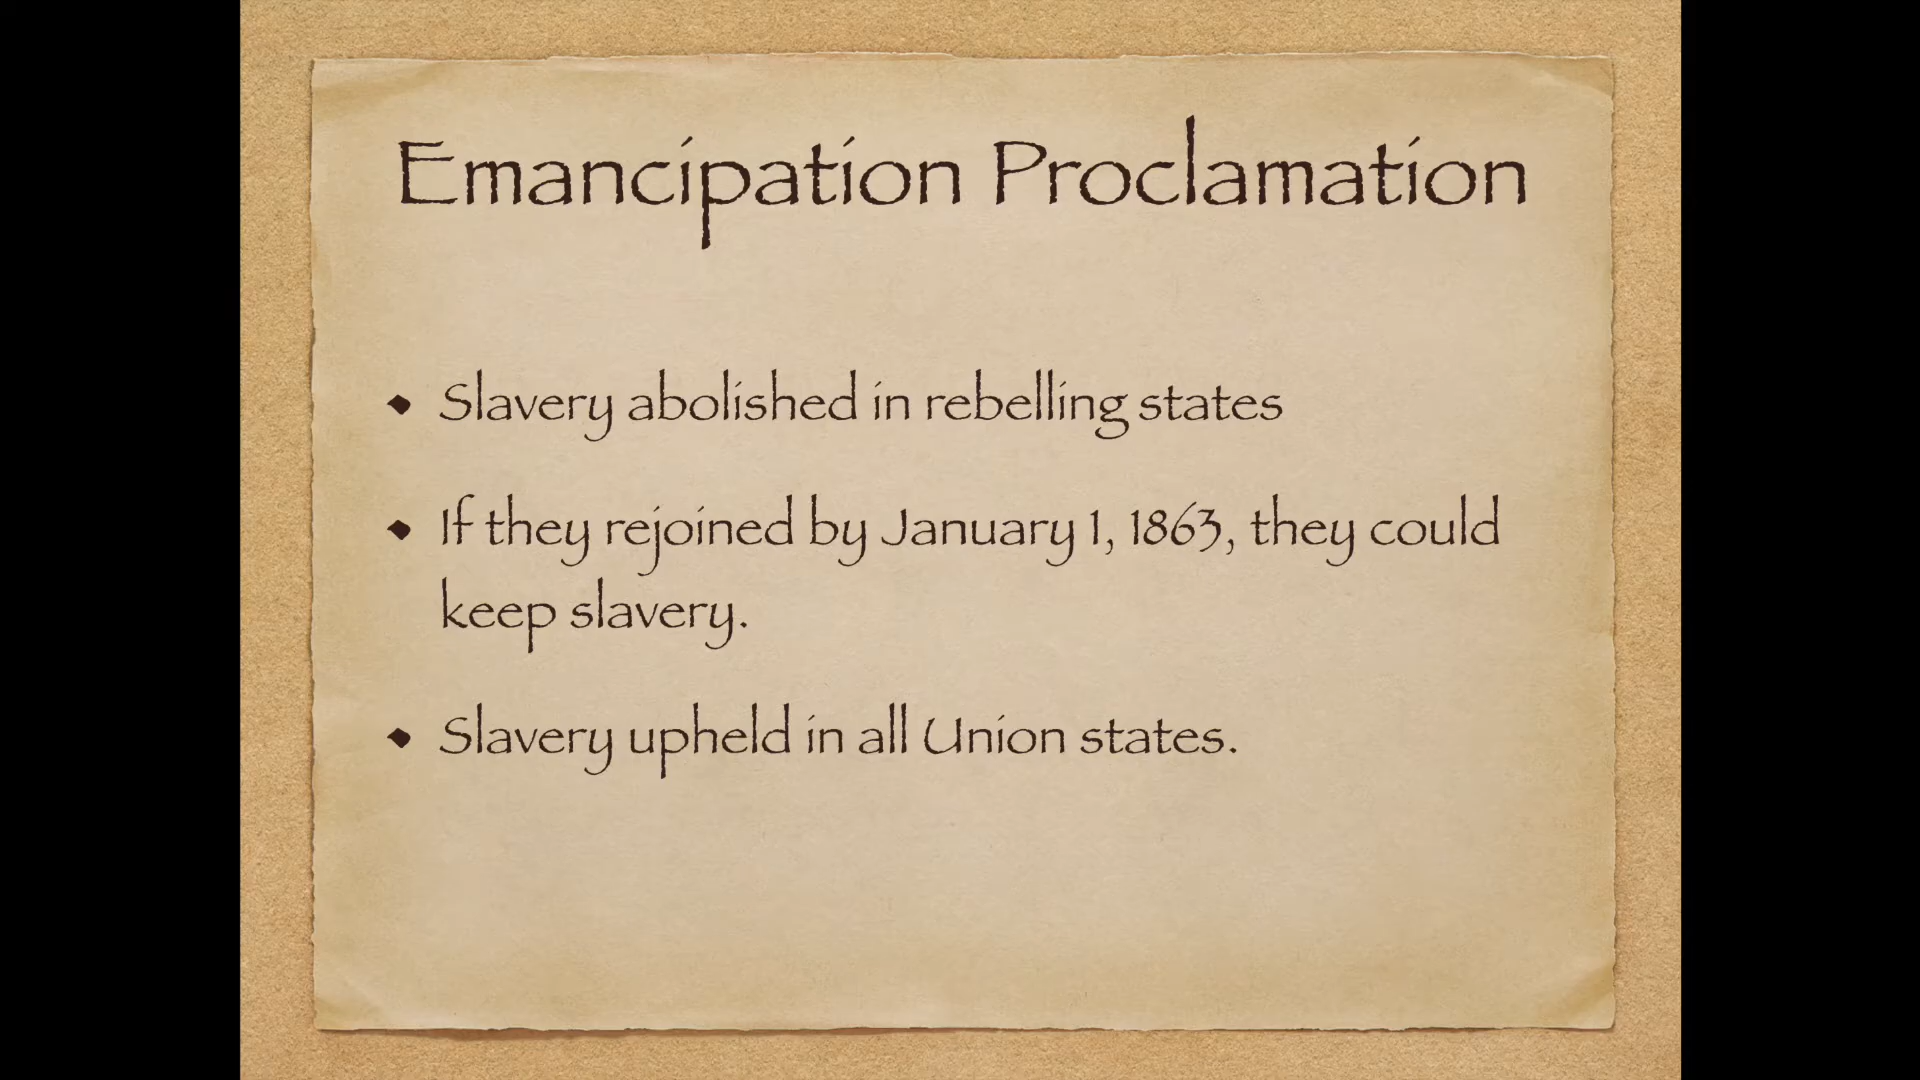 Emancipation Proclamation
• Slavery abolished in rebelling states
• If they rejoined by January 1, 1863, they could
keep slavery.
• Slavery upheld in all Union states.